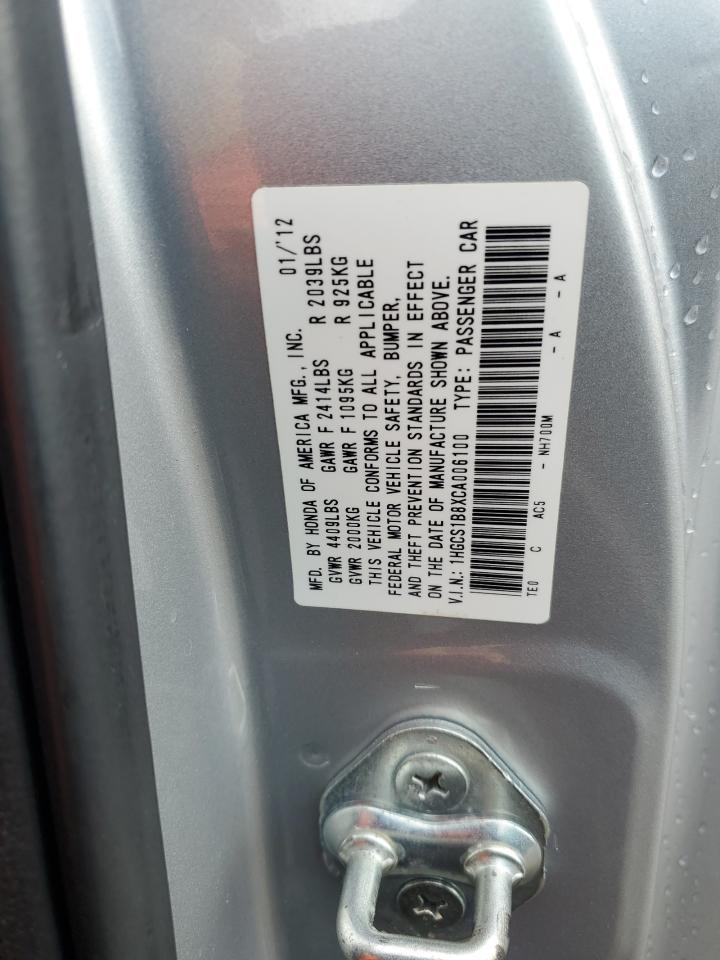 MFD. BY HONDA OF AMERICA MFG., INC. 01/'12
GVWR 4409LBS GAWR F 2414LBS R 2039LBS
GVWR 2000KG GAWR F 1095KG R 925KG
THIS VEHICLE CONFORMS TO ALL APPLICABLE
FEDERAL MOTOR VEHICLE SAFETY, BUMPER,
AND THEFT PREVENTION STANDARDS IN EFFECT
ON THE DATE OF MANUFACTURE SHOWN ABOVE.
V.I.N.: 1HGCS1B8XCA006100 TYPE: PASSENGER CAR
TE0 C AC5 - NH700M - A - A